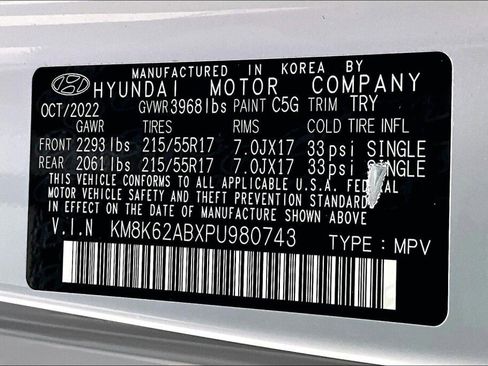 MANUFACTURED IN KOREA BY
HYUNDAI MOTOR COMPANY
OCT/2022 GVWR 3968 lbs PAINT C5G TRIM TRY
GAWR TIRES RIMS COLD TIRE INFL
FRONT 2293 lbs 215/55R17 7.0JX17 33psi SINGLE
REAR 2061 lbs 215/55R17 7.0JX17 33psi SINGLE
THIS VEHICLE CONFORMS TO ALL APPLICABLE U.S.A. FEDERAL
MOTOR VEHICLE SAFETY AND THEFT PREVENTION STANDARDS
IN EFFECT ON THE DATE OF MANUFACTURE SHOWN ABOVE.
V.I.N KM8K62ABXPU980743 TYPE : MPV